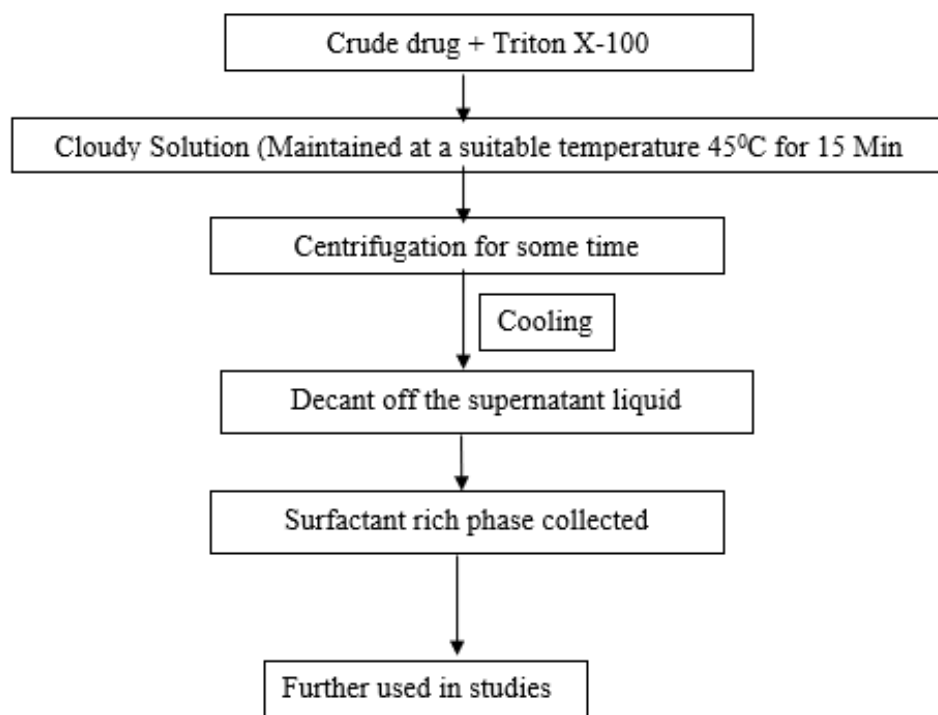 Crude drug + Triton X-100
Cloudy Solution (Maintained at a suitable temperature 45⁰C for 15 Min
Centrifugation for some time
Cooling
Decant off the supernatant liquid
Surfactant rich phase collected
Further used in studies